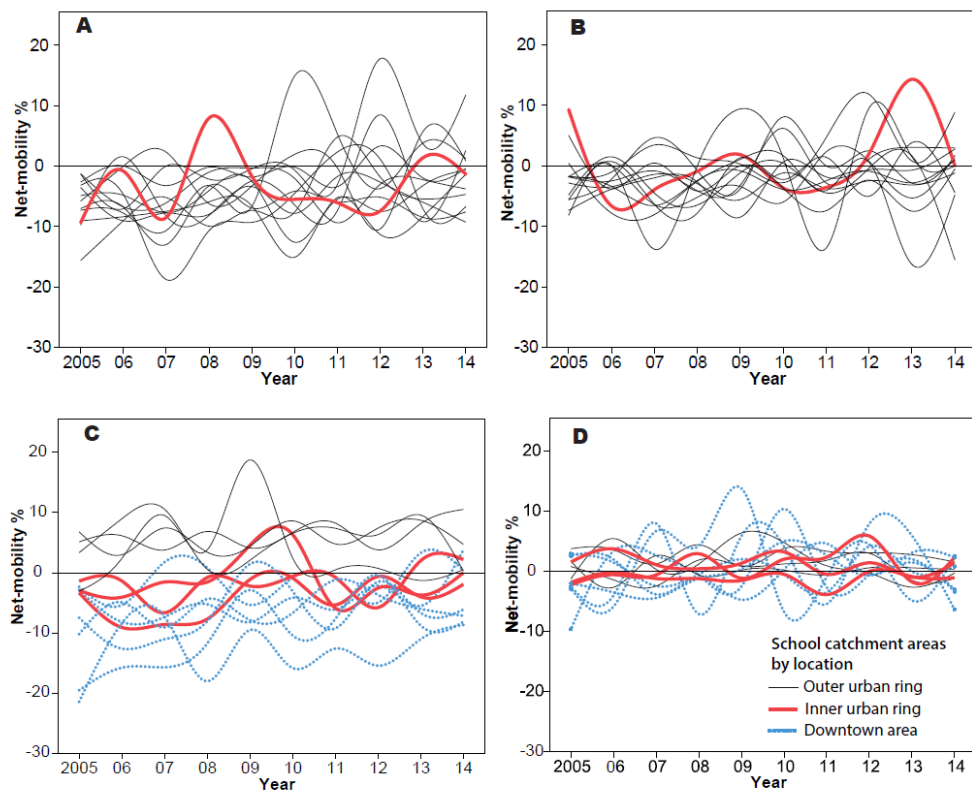 A
Net-mobility %
20
10
0
-10
-20
-30
2005 06 07 08 09 10 11 12 13 14
Year
B
Net-mobility %
20
10
0
-10
-20
-30
2005 06 07 08 09 10 11 12 13 14
Year
C
Net-mobility %
20
10
0
-10
-20
-30
2005 06 07 08 09 10 11 12 13 14
Year
D
Net-mobility %
20
10
0
-10
-20
-30
2005 06 07 08 09 10 11 12 13 14
Year
School catchment areas
by location
Outer urban ring
Inner urban ring
Downtown area